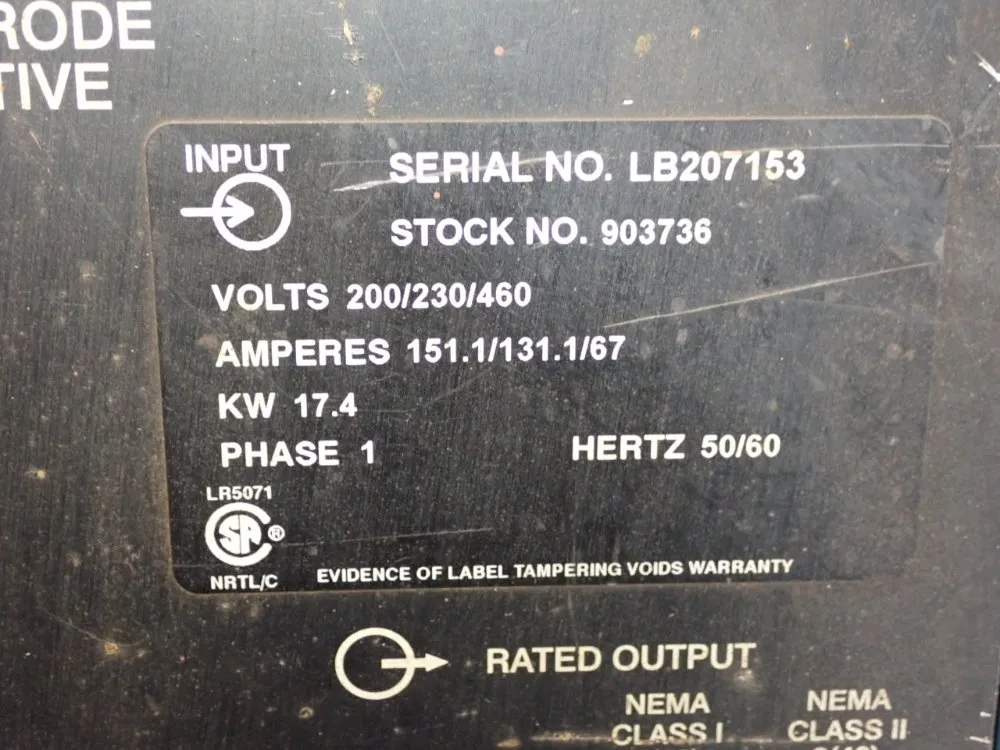 RODE
TIVE
INPUT
SERIAL NO. LB207153
STOCK NO. 903736
VOLTS 200/230/460
AMPERES 151.1/131.1/67
KW 17.4
PHASE 1
HERTZ 50/60
LR5071
SA ®
NRTL/C
EVIDENCE OF LABEL TAMPERING VOIDS WARRANTY
RATED OUTPUT
NEMA
CLASS I
NEMA
CLASS II